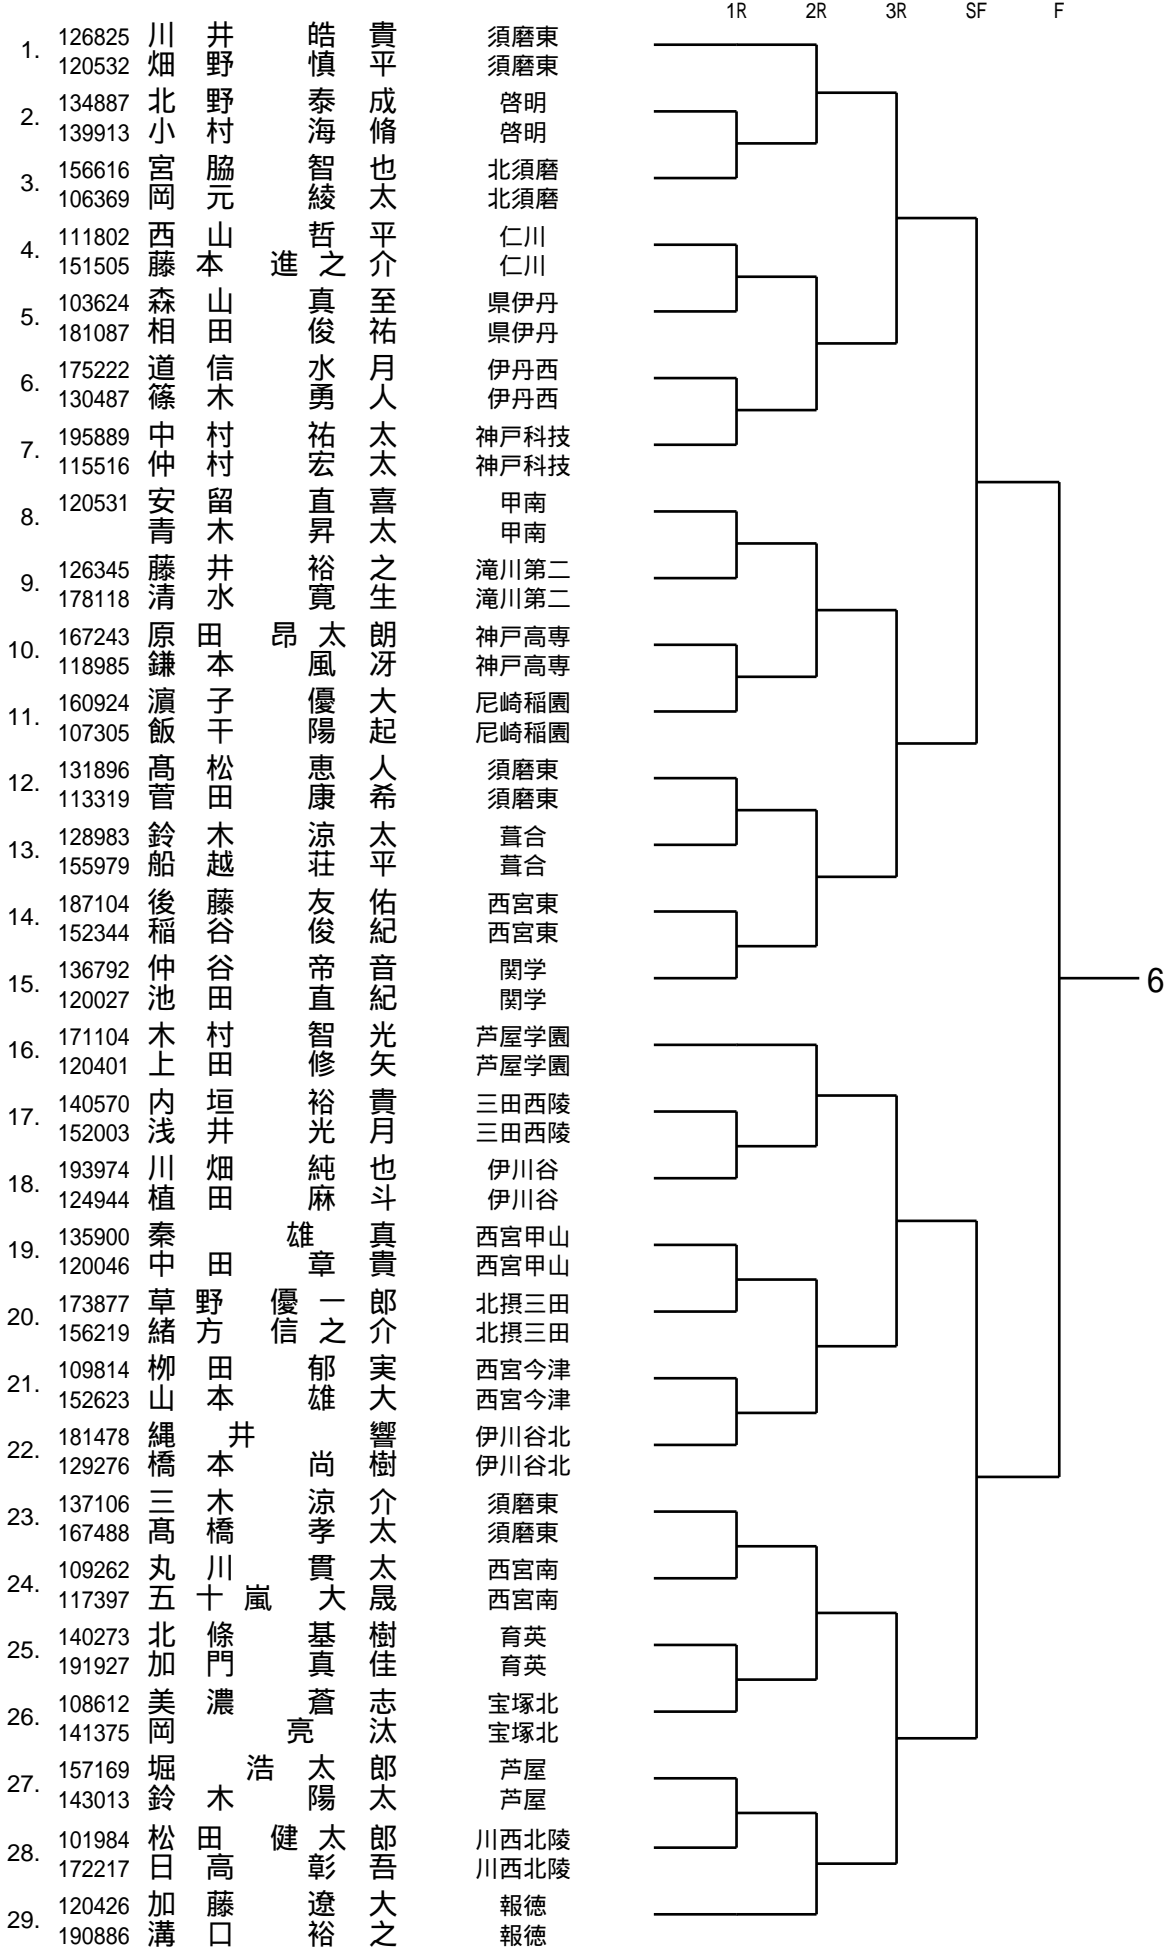 1R 2R 3R SF F
1. 126825 川井 皓貴 須磨東
120532 畑野 慎平 須磨東
2. 134887 北野 泰成 啓明
139913 小村 海脩 啓明
3. 156616 宮脇 智也 北須磨
106369 岡元 綾太 北須磨
4. 111802 西山 哲平 仁川
151505 藤本 進之介 仁川
5. 103624 森山 真至 県伊丹
181087 相田 俊祐 県伊丹
6. 175222 道信 水月 伊丹西
130487 篠木 勇人 伊丹西
7. 195889 中村 祐太 神戸科技
115516 仲村 宏太 神戸科技
8. 120531 安留 直喜 甲南
青木 昇太 甲南
9. 126345 藤井 裕之 滝川第二
178118 清水 寛生 滝川第二
10. 167243 原田 昂太朗 神戸高専
118985 鎌本 風冴 神戸高専
11. 160924 濵子 優大 尼崎稲園
107305 飯干 陽起 尼崎稲園
12. 131896 髙松 恵人 須磨東
113319 菅田 康希 須磨東
13. 128983 鈴木 涼太 葺合
155979 船越 荘平 葺合
14. 187104 後藤 友佑 西宮東
152344 稲谷 俊紀 西宮東
15. 136792 仲谷 帝音 関学
120027 池田 直紀 関学
6
16. 171104 木村 智光 芦屋学園
120401 上田 修矢 芦屋学園
17. 140570 内垣 裕貴 三田西陵
152003 浅井 光月 三田西陵
18. 193974 川畑 純也 伊川谷
124944 植田 麻斗 伊川谷
19. 135900 秦 雄真 西宮甲山
120046 中田 章貴 西宮甲山
20. 173877 草野 優一郎 北摂三田
156219 緒方 信之介 北摂三田
21. 109814 栁田 郁実 西宮今津
152623 山本 雄大 西宮今津
22. 181478 縄井 響 伊川谷北
129276 橋本 尚樹 伊川谷北
23. 137106 三木 涼介 須磨東
167488 髙橋 孝太 須磨東
24. 109262 丸川 貫太 西宮南
117397 五十嵐 大晟 西宮南
25. 140273 北條 基樹 育英
191927 加門 真佳 育英
26. 108612 美濃 蒼志 宝塚北
141375 岡 亮汰 宝塚北
27. 157169 堀 浩太郎 芦屋
143013 鈴木 陽太 芦屋
28. 101984 松田 健太郎 川西北陵
172217 日高 彰吾 川西北陵
29. 120426 加藤 遼大 報徳
190886 溝口 裕之 報徳